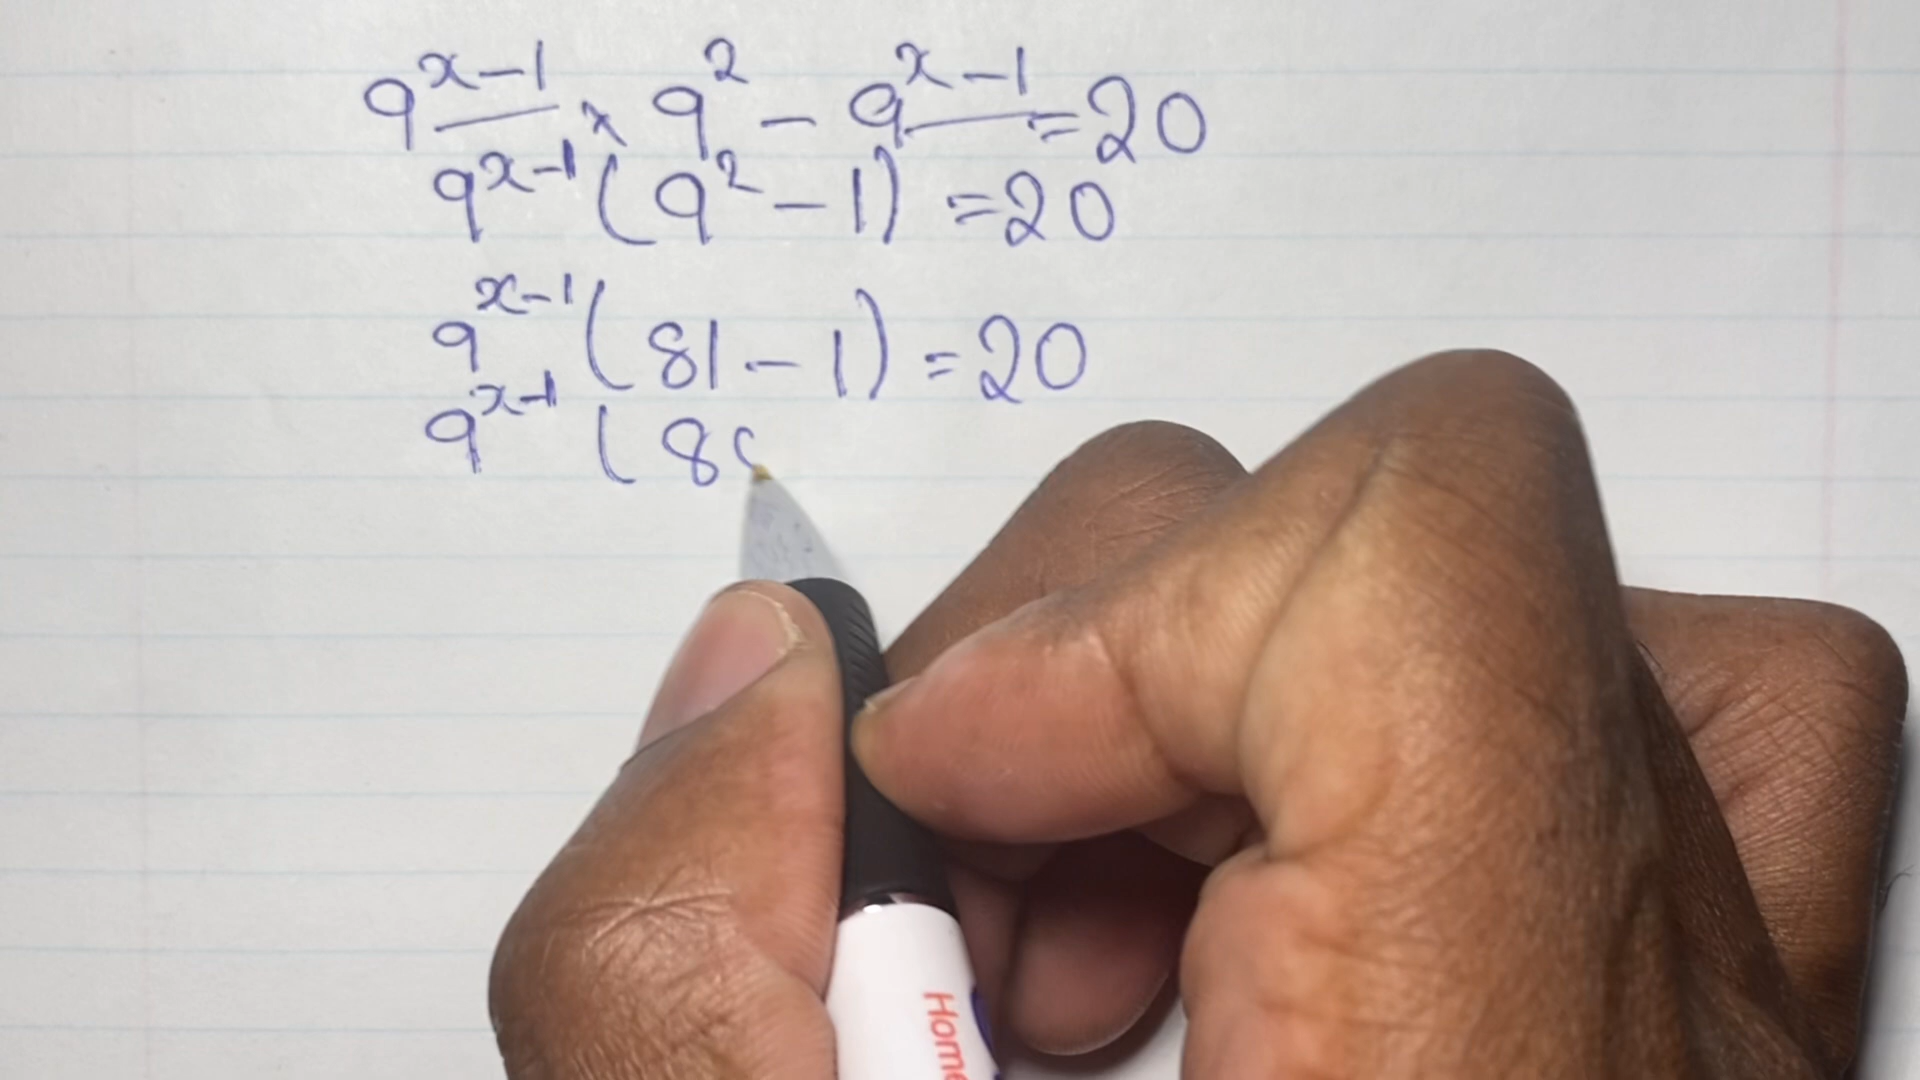 9^{x-1} × 9^2 - 9^{x-1} = 20
9^{x-1} (9^2 - 1) = 20
9^{x-1} (81 - 1) = 20
9^{x-1} (8
Home